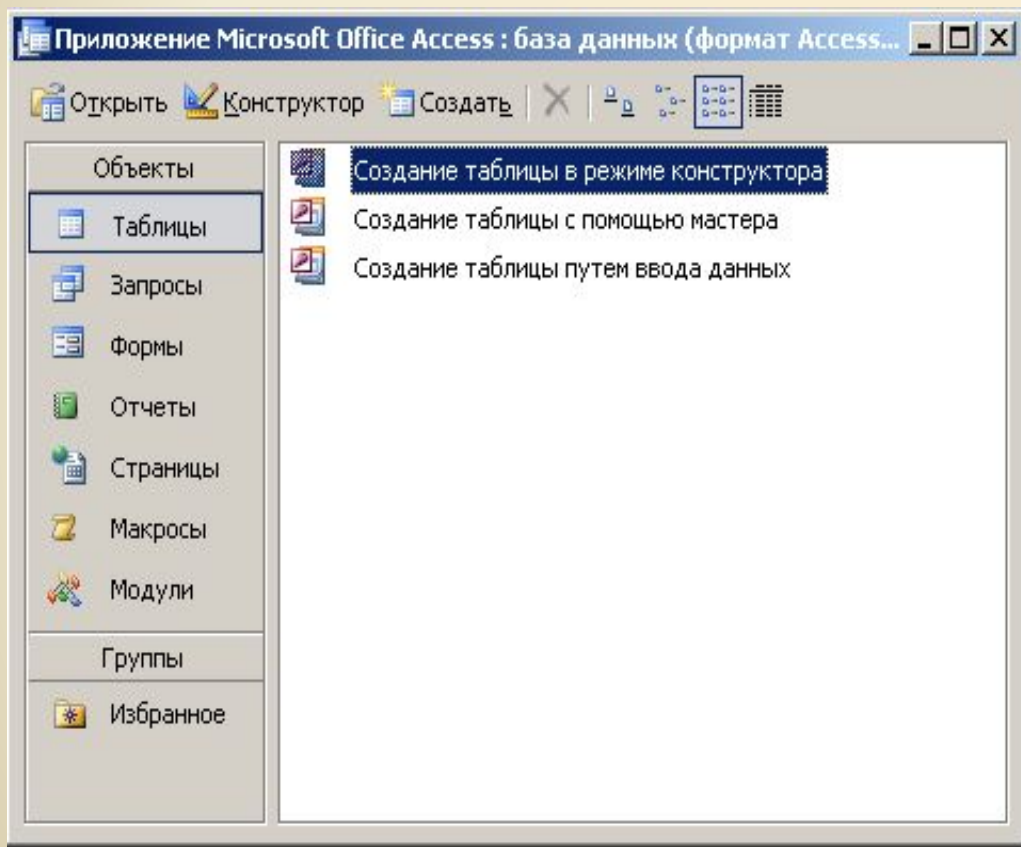 Приложение Microsoft Office Access : база данных (формат Access...
Открыть Конструктор Создать
Объекты
Таблицы
Запросы
Формы
Отчеты
Страницы
Макросы
Модули
Группы
Избранное
Создание таблицы в режиме конструктора
Создание таблицы с помощью мастера
Создание таблицы путем ввода данных